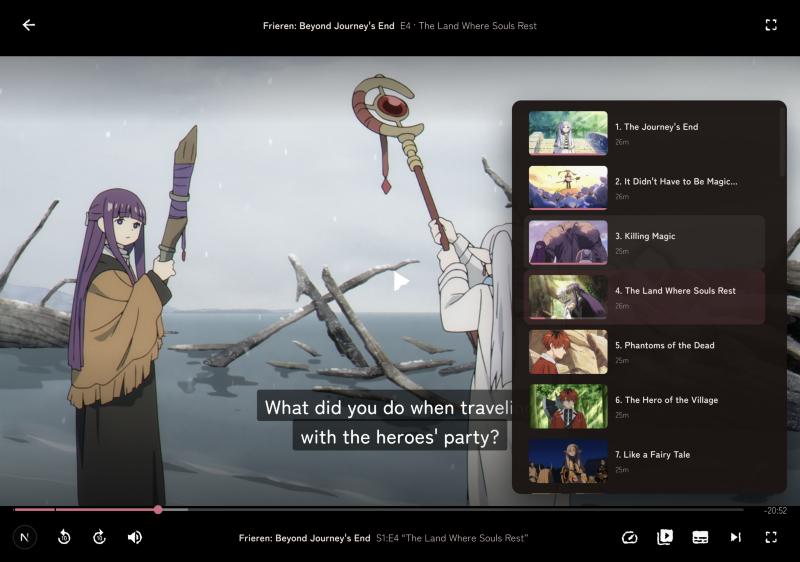 Frieren: Beyond Journey's End E4 · The Land Where Souls Rest
1. The Journey's End
26m
2. It Didn't Have to Be Magic...
26m
3. Killing Magic
25m
4. The Land Where Souls Rest
26m
5. Phantoms of the Dead
25m
6. The Hero of the Village
25m
7. Like a Fairy Tale
25m
What did you do when traveli
with the heroes' party?
-20:52
N
10
10
Frieren: Beyond Journey's End S1:E4 "The Land Where Souls Rest"